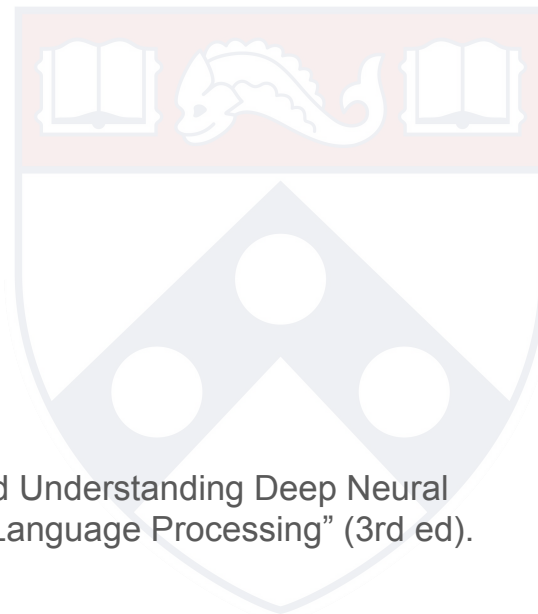 d Understanding Deep Neural
Language Processing” (3rd ed).